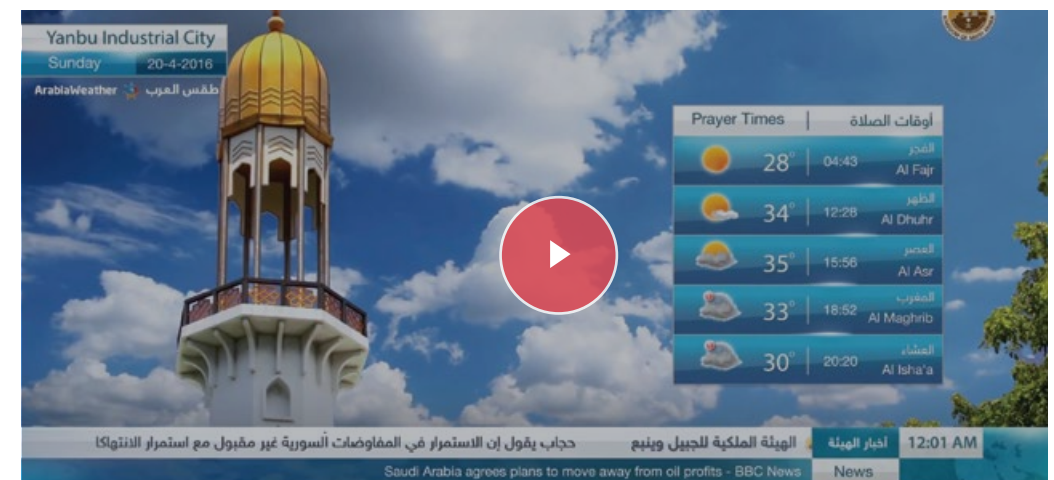 Yanbu Industrial City
Sunday 20-4-2016
ArabiaWeather طقس العرب
Prayer Times | أوقات الصلاة
28° 04:43 الفجر
Al Fajr
34° 12:28 الظهر
Al Dhuhr
35° 15:56 العصر
Al Asr
33° 18:52 المغرب
Al Maghrib
30° 20:20 العشاء
Al Isha'a
12:01 AM أخبار الهيئة الهيئة الملكية للجبيل وينبع حجاب يقول إن الاستمرار في المفاوضات السورية غير مقبول مع استمرار الانتهاكا
Saudi Arabia agrees plans to move away from oil profits - BBC News News